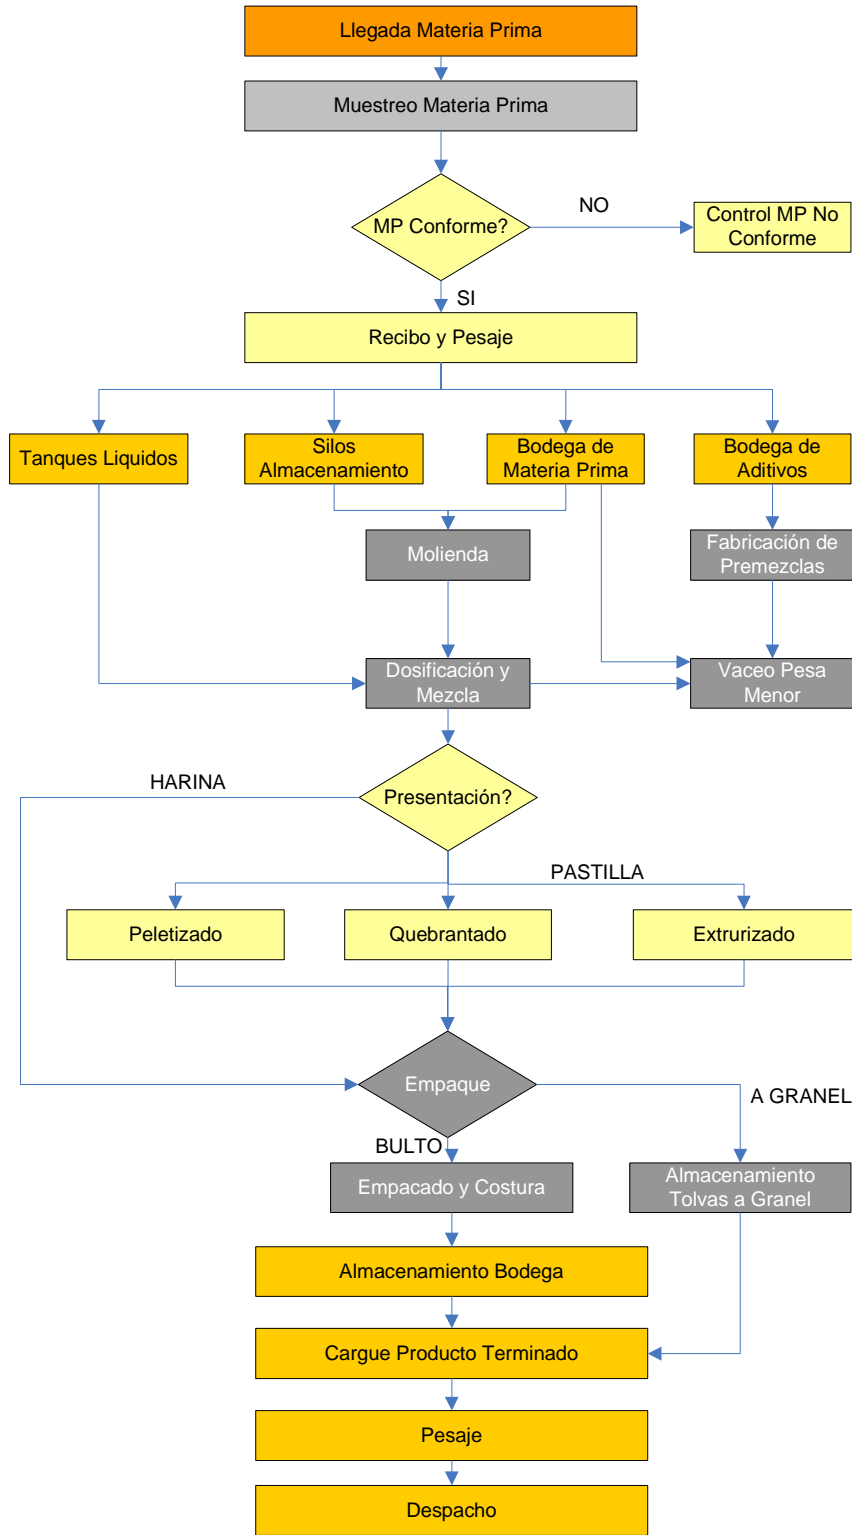 Llegada Materia Prima
Muestreo Materia Prima
MP Conforme?
NO
Control MP No
Conforme
SI
Recibo y Pesaje
Tanques Liquidos
Silos
Almacenamiento
Bodega de
Materia Prima
Bodega de
Aditivos
Molienda
Fabricación de
Premezclas
Dosificación y
Mezcla
Vaceo Pesa
Menor
HARINA
Presentación?
PASTILLA
Peletizado
Quebrantado
Extrurizado
Empaque
A GRANEL
BULTO
Empacado y Costura
Almacenamiento
Tolvas a Granel
Almacenamiento Bodega
Cargue Producto Terminado
Pesaje
Despacho